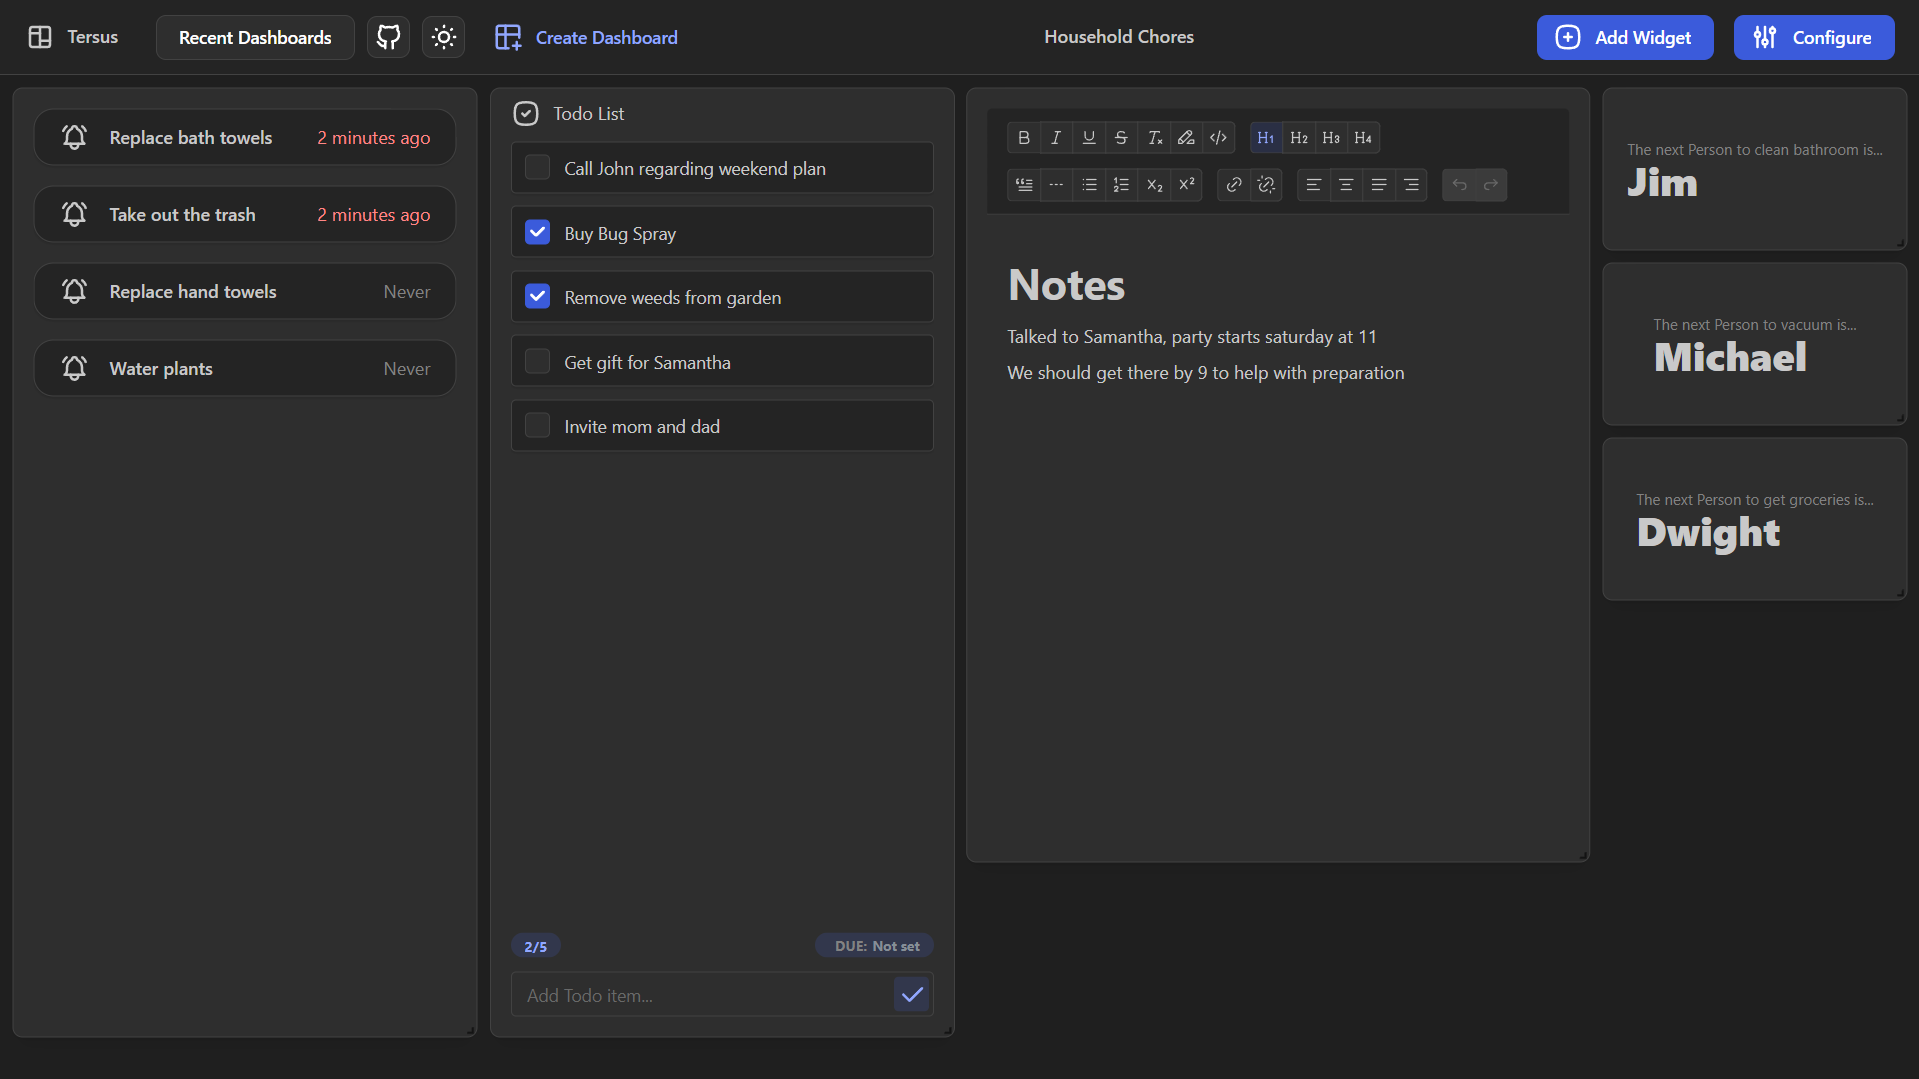 Tersus
Recent Dashboards
Create Dashboard
Household Chores
Add Widget
Configure
Replace bath towels 2 minutes ago
Take out the trash 2 minutes ago
Replace hand towels Never
Water plants Never
Todo List
Call John regarding weekend plan
Buy Bug Spray
Remove weeds from garden
Get gift for Samantha
Invite mom and dad
2/5
DUE: Not set
Add Todo item...
B I U S Tx </> H1 H2 H3 H4
x2 x2
Notes
Talked to Samantha, party starts saturday at 11
We should get there by 9 to help with preparation
The next Person to clean bathroom is...
Jim
The next Person to vacuum is...
Michael
The next Person to get groceries is...
Dwight